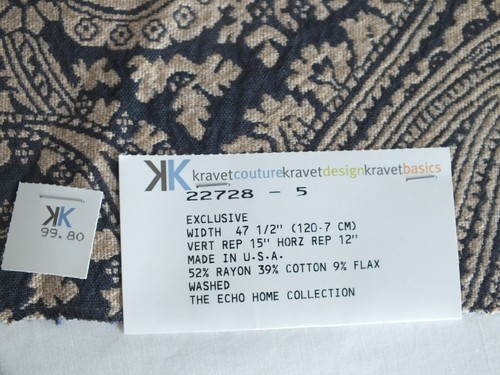 KK kravetcouturekravetdesignkravetbasics
22728 - 5
EXCLUSIVE
WIDTH 47 1/2" (120-7 CM)
VERT REP 15" HORZ REP 12"
MADE IN U.S.A.
52% RAYON 39% COTTON 9% FLAX
WASHED
THE ECHO HOME COLLECTION
KK
99.80